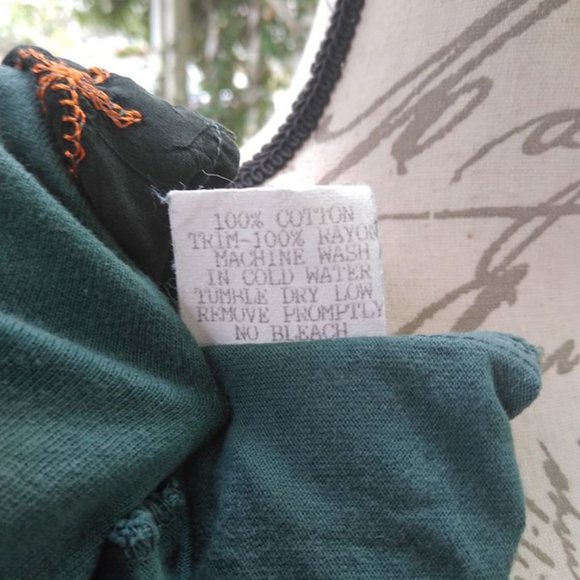 100% COTTON
TRIM-100% RAYON
MACHINE WASH
IN COLD WATER
TUMBLE DRY LOW
REMOVE PROMPTLY
NO BLEACH